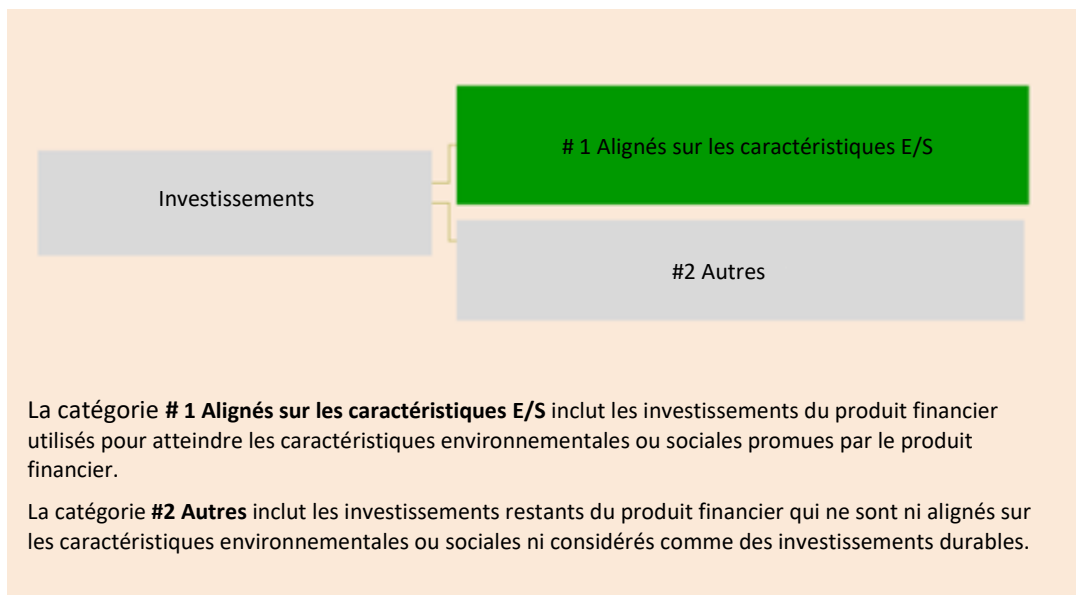 # 1 Alignés sur les caractéristiques E/S
Investissements
#2 Autres
La catégorie # 1 Alignés sur les caractéristiques E/S inclut les investissements du produit financier
utilisés pour atteindre les caractéristiques environnementales ou sociales promues par le produit
financier.
La catégorie #2 Autres inclut les investissements restants du produit financier qui ne sont ni alignés sur
les caractéristiques environnementales ou sociales ni considérés comme des investissements durables.